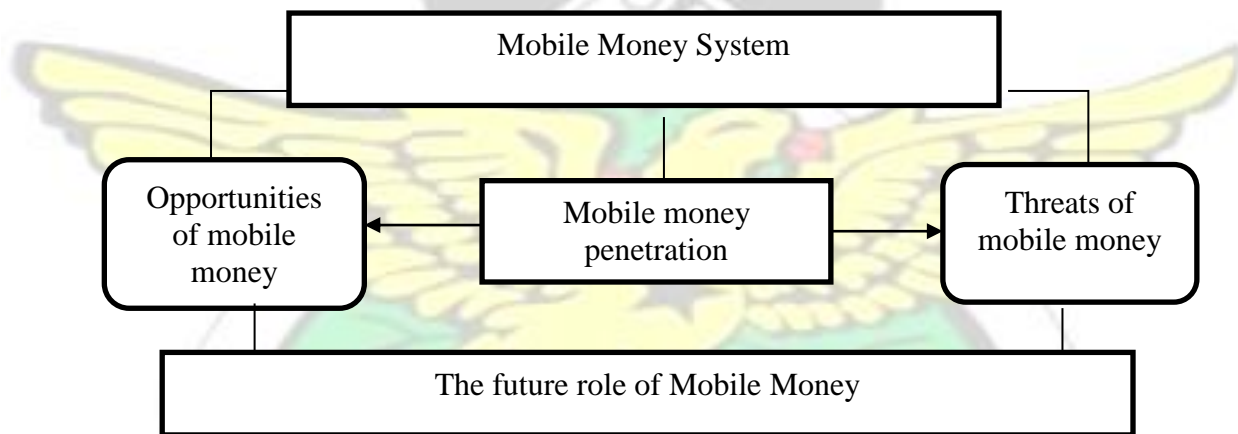 Mobile Money System
Opportunities
of mobile
money
Mobile money
penetration
Threats of
mobile money
The future role of Mobile Money